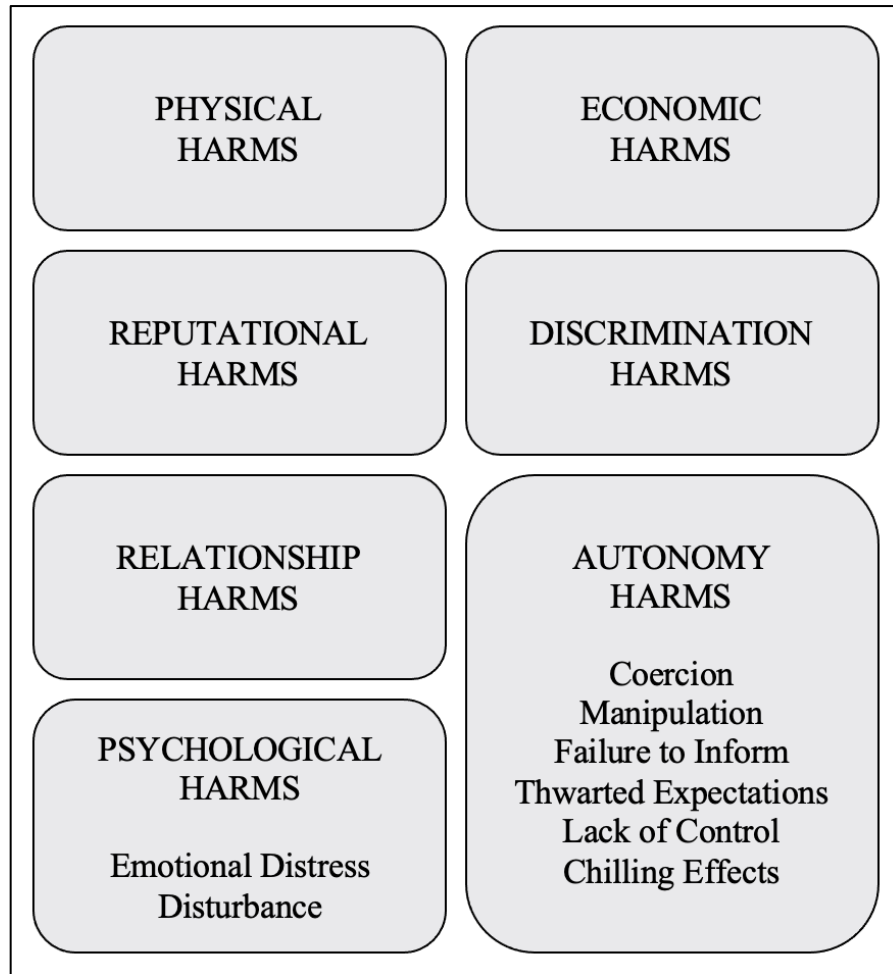 PHYSICAL
HARMS
ECONOMIC
HARMS
REPUTATIONAL
HARMS
DISCRIMINATION
HARMS
RELATIONSHIP
HARMS
AUTONOMY
HARMS
Coercion
Manipulation
Failure to Inform
Thwarted Expectations
Lack of Control
Chilling Effects
PSYCHOLOGICAL
HARMS
Emotional Distress
Disturbance